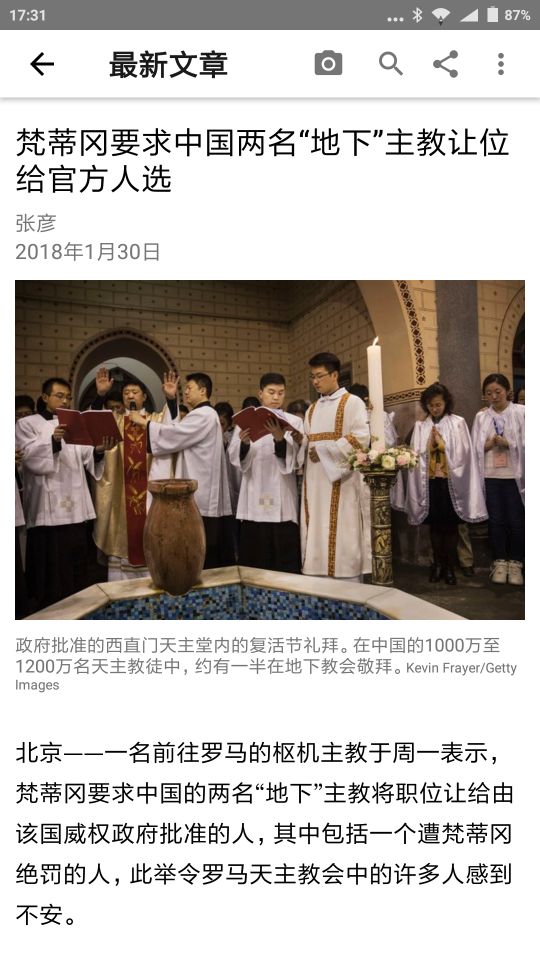 17:31
87%
最新文章
梵蒂冈要求中国两名“地下”主教让位
给官方人选
张彦
2018年1月30日
政府批准的西直门天主堂内的复活节礼拜。在中国的1000万至
1200万名天主教徒中，约有一半在地下教会敬拜。Kevin Frayer/Getty
Images
北京——一名前往罗马的枢机主教于周一表示，
梵蒂冈要求中国的两名“地下”主教将职位让给由
该国威权政府批准的人，其中包括一个遭梵蒂冈
绝罚的人，此举令罗马天主教会中的许多人感到
不安。